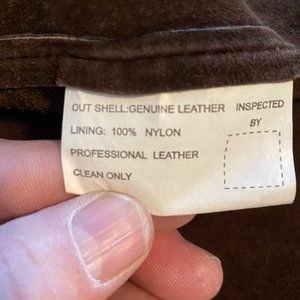 OUT SHELL:GENUINE LEATHER
LINING: 100% NYLON
PROFESSIONAL LEATHER
CLEAN ONLY
INSPECTED
BY